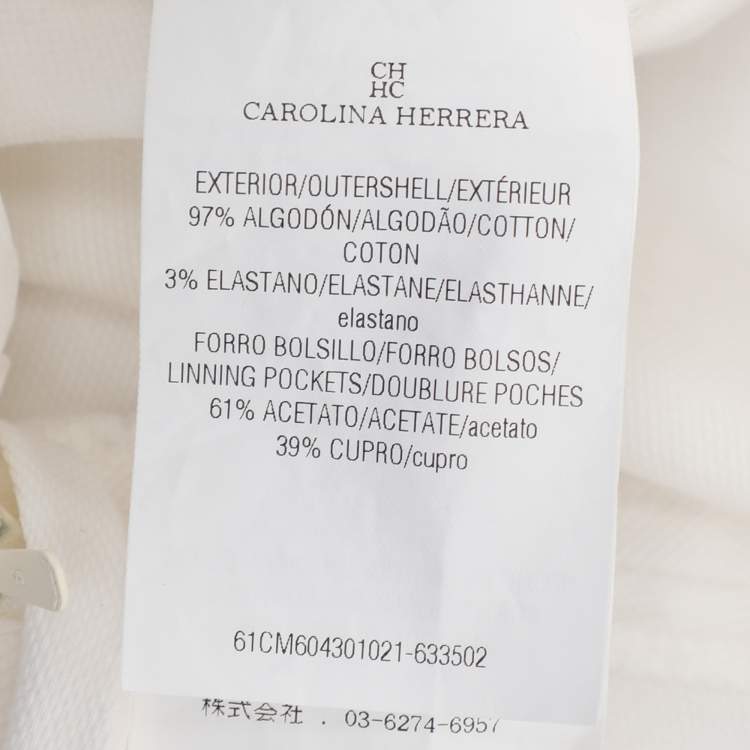 CH
HC
CAROLINA HERRERA
EXTERIOR/OUTERSHELL/EXTÉRIEUR
97% ALGODÓN/ALGODÃO/COTTON/
COTON
3% ELASTANO/ELASTANE/ELASTHANNE/
elastano
FORRO BOLSILLO/FORRO BOLSOS/
LINNING POCKETS/DOUBLURE POCHES
61% ACETATO/ACETATE/acetato
39% CUPRO/cupro
61CM604301021-633502
株式会社 . 03-6274-6957